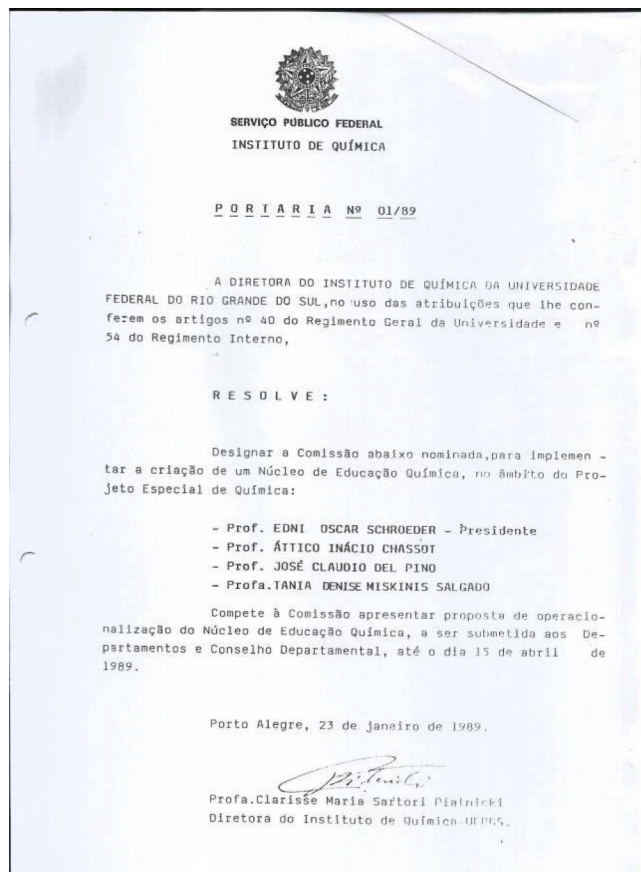 SERVIÇO PÚBLICO FEDERAL
INSTITUTO DE QUÍMICA
P O R T A R I A Nº 01/89
A DIRETORA DO INSTITUTO DE QUÍMICA DA UNIVERSIDADE
FEDERAL DO RIO GRANDE DO SUL,no uso das atribuições que lhe con-
ferem os artigos nº 40 do Regimento Geral da Universidade e nº
54 do Regimento Interno,
R E S O L V E :
Designar a Comissão abaixo nominada,para implemen -
tar a criação de um Núcleo de Educação Química, no âmbito do Pro-
jeto Especial de Química:
- Prof. EDNI OSCAR SCHROEDER - Presidente
- Prof. ÁTTICO INÁCIO CHASSOT
- Prof. JOSÉ CLAUDIO DEL PINO
- Profa.TANIA DENISE MISKINIS SALGADO
Compete à Comissão apresentar proposta de operacio-
nalização do Núcleo de Educação Química, a ser submetida aos De-
partamentos e Conselho Departamental, até o dia 15 de abril de
1989.
Porto Alegre, 23 de janeiro de 1989.
Profa.Clarisse Maria Sartori Piatnicki
Diretora do Instituto de Química-UFRGS.